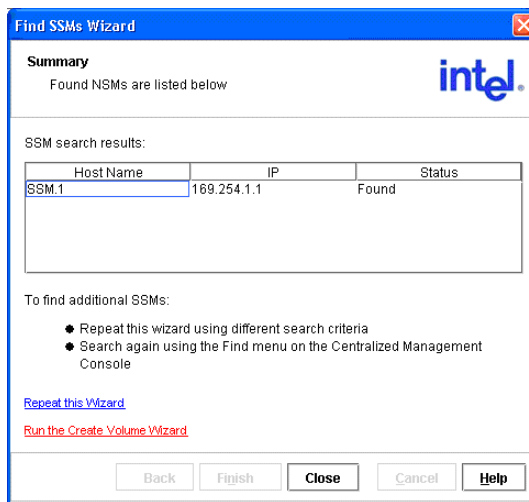 Find SSMs Wizard
Summary
Found NSMs are listed below
intel.
SSM search results:
Host Name IP Status
SSM.1 169.254.1.1 Found
To find additional SSMs:
Repeat this wizard using different search criteria
Search again using the Find menu on the Centralized Management
Console
Repeat this Wizard
Run the Create Volume Wizard
Back Finish Close Cancel Help